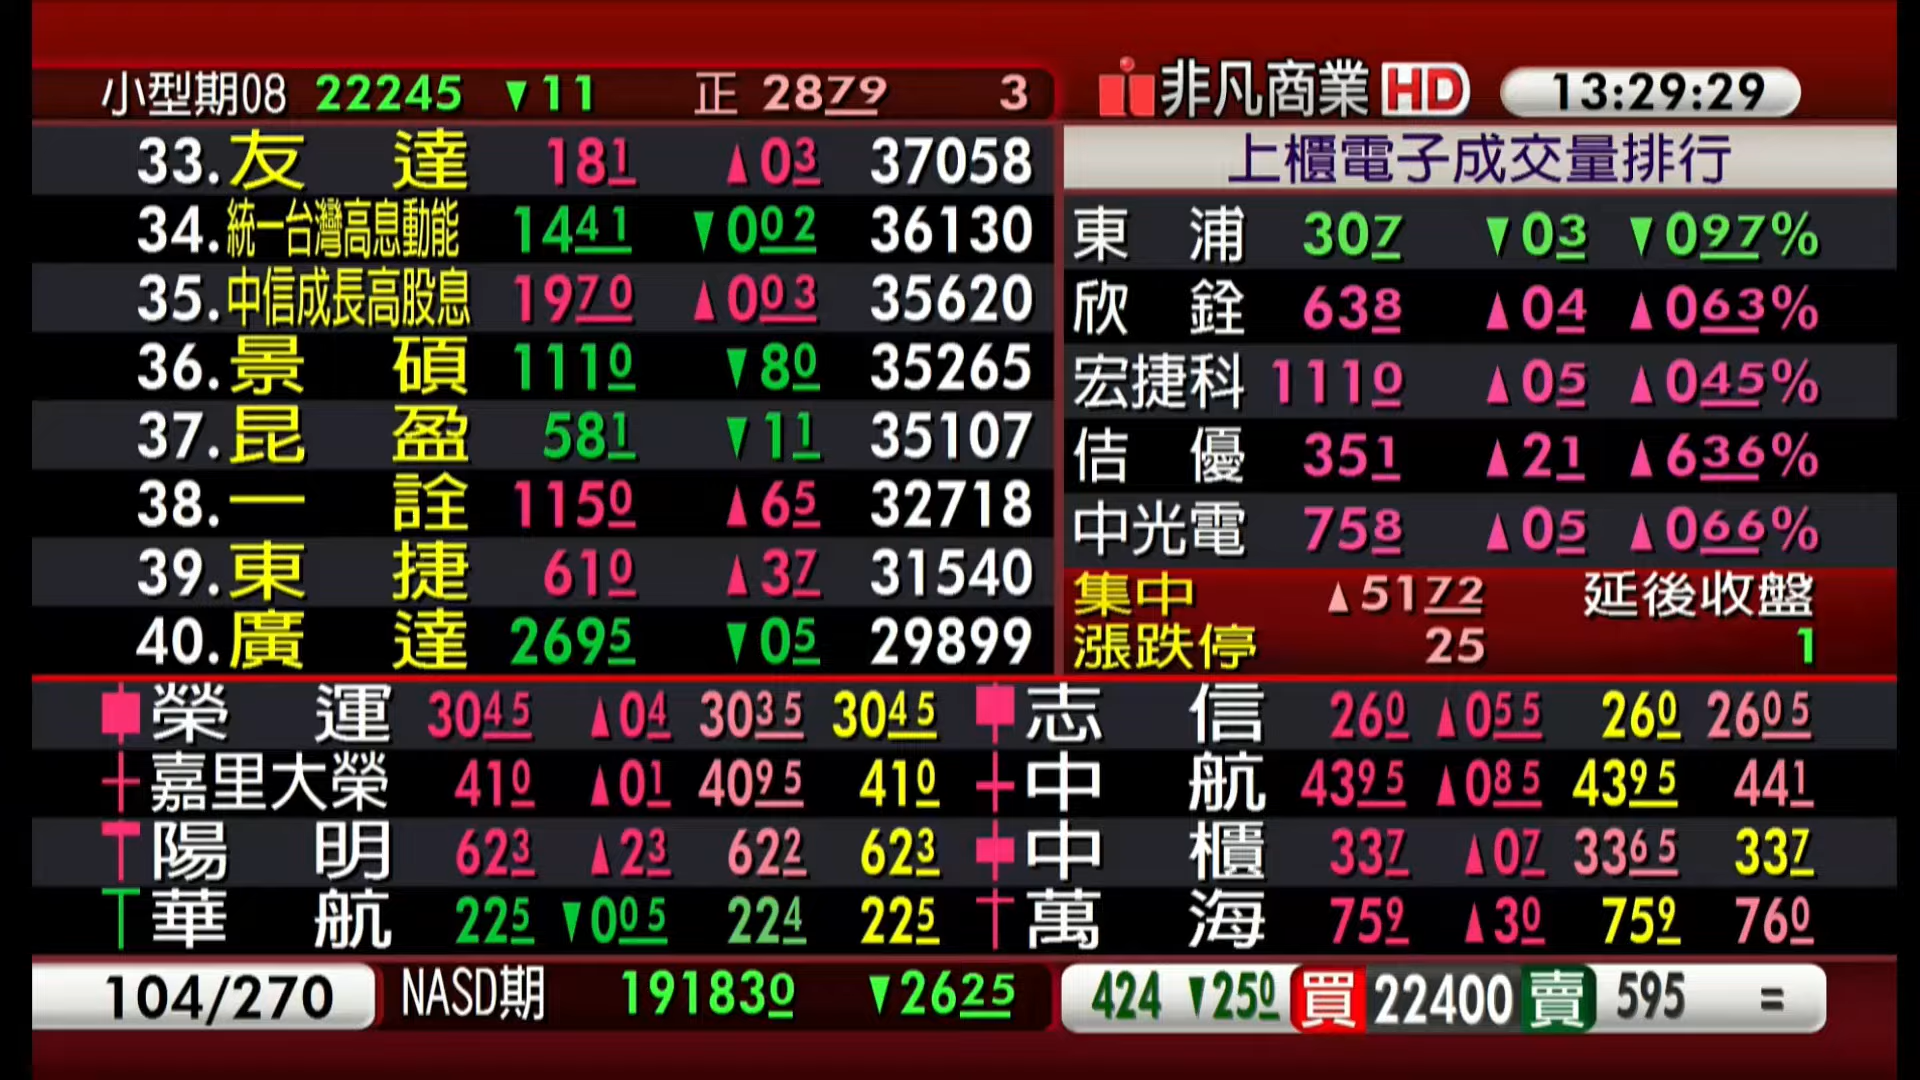 小型期08 22245 ▼11 正 2879 3
非凡商業HD 13:29:29
33.友達 181 ▲03 37058
34.統一台灣高息動能 1441 ▼002 36130
35.中信成長高股息 1970 ▲003 35620
36.景碩 1110 ▼80 35265
37.昆盈 581 ▼11 35107
38.一詮 1150 ▲65 32718
39.東捷 610 ▲37 31540
40.廣達 2695 ▼05 29899
上櫃電子成交量排行
東浦 307 ▼03 ▼097%
欣銓 638 ▲04 ▲063%
宏捷科 1110 ▲05 ▲045%
佶優 351 ▲21 ▲636%
中光電 758 ▲05 ▲066%
集中 ▲5172 延後收盤
漲跌停 25 1
榮運 3045 ▲04 3035 3045
志信 260 ▲055 260 2605
嘉里大榮 410 ▲01 4095 410
中航 4395 ▲085 4395 441
陽明 623 ▲23 622 623
中櫃 337 ▲07 3365 337
華航 225 ▼005 224 225
萬海 759 ▲30 759 760
104/270 NASD期 191830 ▼2625
424 ▼250 買 22400 賣 595 =